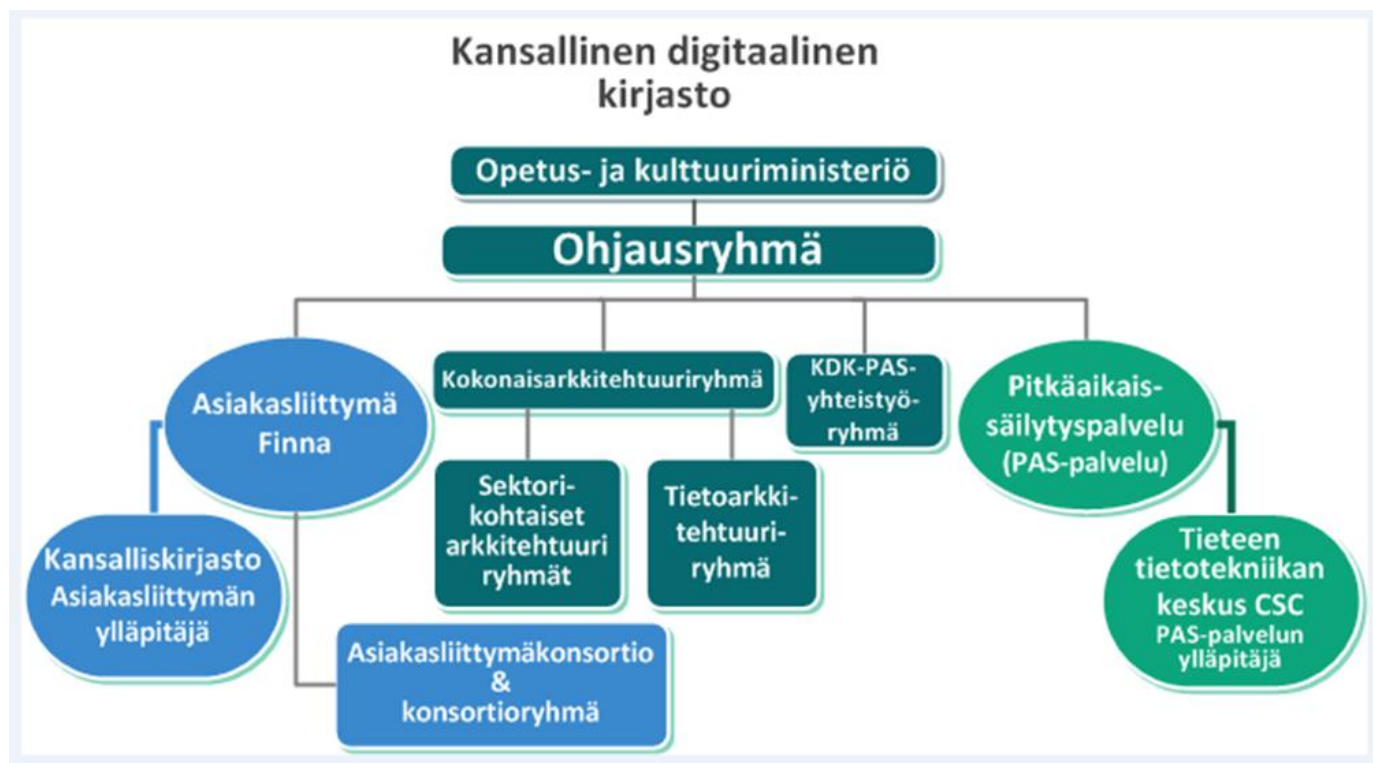 Kansallinen digitaalinen
kirjasto
Opetus- ja kulttuuriministeriö
Ohjausryhmä
Asiakasliittymä
Finna
Kokonaisarkkitehtuuriryhmä
KDK-PAS-
yhteistyö-
ryhmä
Pitkäaikais-
säilytyspalvelu
(PAS-palvelu)
Sektori-
kohtaiset
arkkitehtuuri
ryhmät
Tietoarkki-
tehtuuri-
ryhmä
Kansalliskirjasto
Asiakasliittymän
ylläpitäjä
Tieteen
tietotekniikan
keskus CSC
PAS-palvelun
ylläpitäjä
Asiakasliittymäkonsortio
&
konsortioryhmä